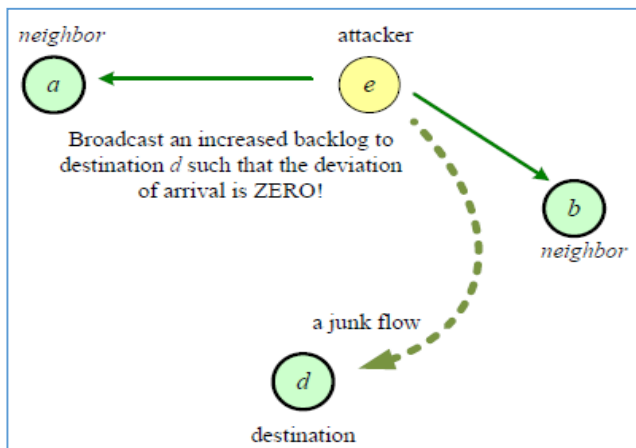 neighbor
attacker
a
e
Broadcast an increased backlog to
destination d such that the deviation
of arrival is ZERO!
b
neighbor
a junk flow
d
destination